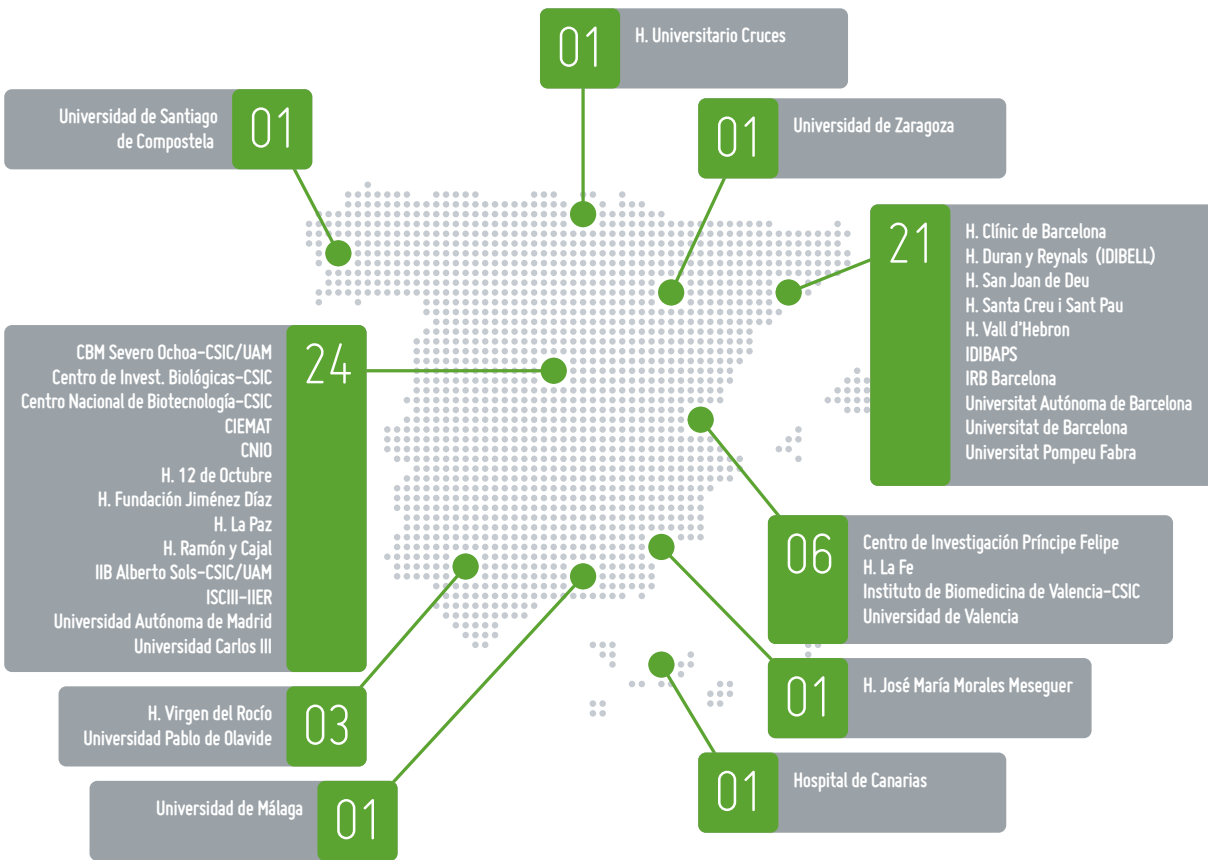 01
H. Universitario Cruces
Universidad de Santiago
de Compostela
01
01
Universidad de Zaragoza
21
H. Clínic de Barcelona
H. Duran y Reynals (IDIBELL)
H. San Joan de Deu
H. Santa Creu i Sant Pau
H. Vall d'Hebron
IDIBAPS
IRB Barcelona
Universitat Autónoma de Barcelona
Universitat de Barcelona
Universitat Pompeu Fabra
CBM Severo Ochoa-CSIC/UAM
Centro de Invest. Biológicas-CSIC
Centro Nacional de Biotecnología-CSIC
CIEMAT
CNIO
H. 12 de Octubre
H. Fundación Jiménez Díaz
H. La Paz
H. Ramón y Cajal
IIB Alberto Sols-CSIC/UAM
ISCIII-IIER
Universidad Autónoma de Madrid
Universidad Carlos III
24
06
Centro de Investigación Príncipe Felipe
H. La Fe
Instituto de Biomedicina de Valencia-CSIC
Universidad de Valencia
01
H. José María Morales Meseguer
H. Virgen del Rocío
Universidad Pablo de Olavide
03
01
Hospital de Canarias
Universidad de Málaga
01